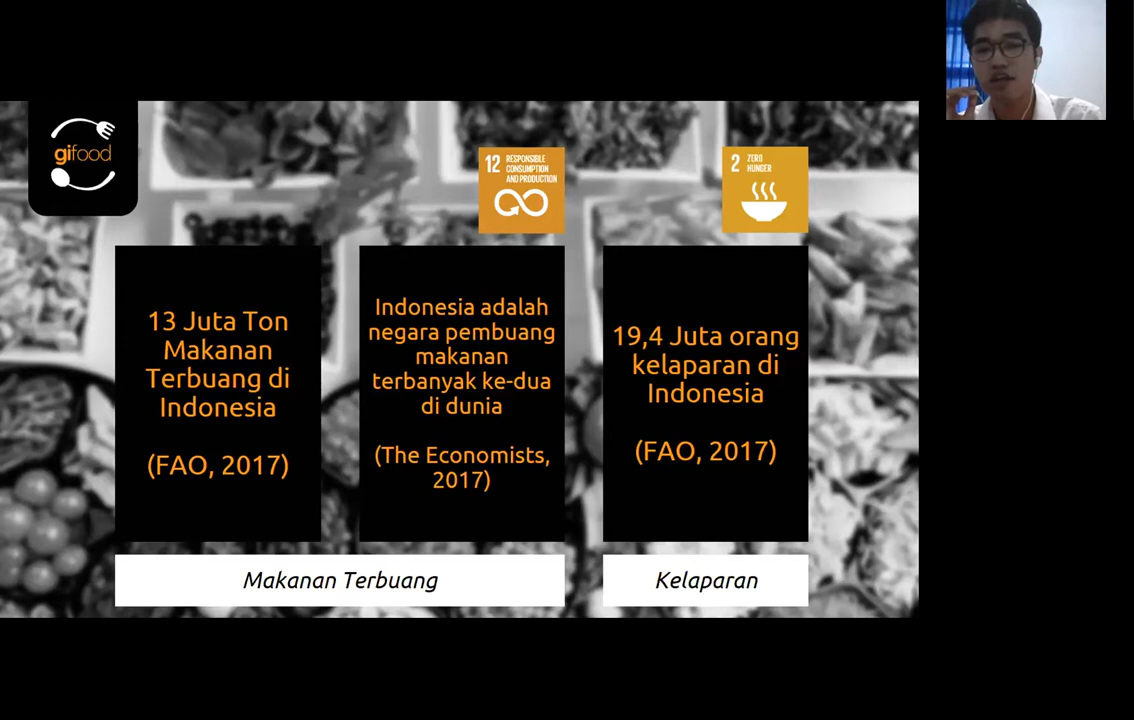 gifood
12 RESPONSIBLE
CONSUMPTION
AND PRODUCTION
2 ZERO
HUNGER
13 Juta Ton
Makanan
Terbuang di
Indonesia
(FAO, 2017)
Indonesia adalah
negara pembuang
makanan
terbanyak ke-dua
di dunia
(The Economists,
2017)
19,4 Juta orang
kelaparan di
Indonesia
(FAO, 2017)
Makanan Terbuang
Kelaparan